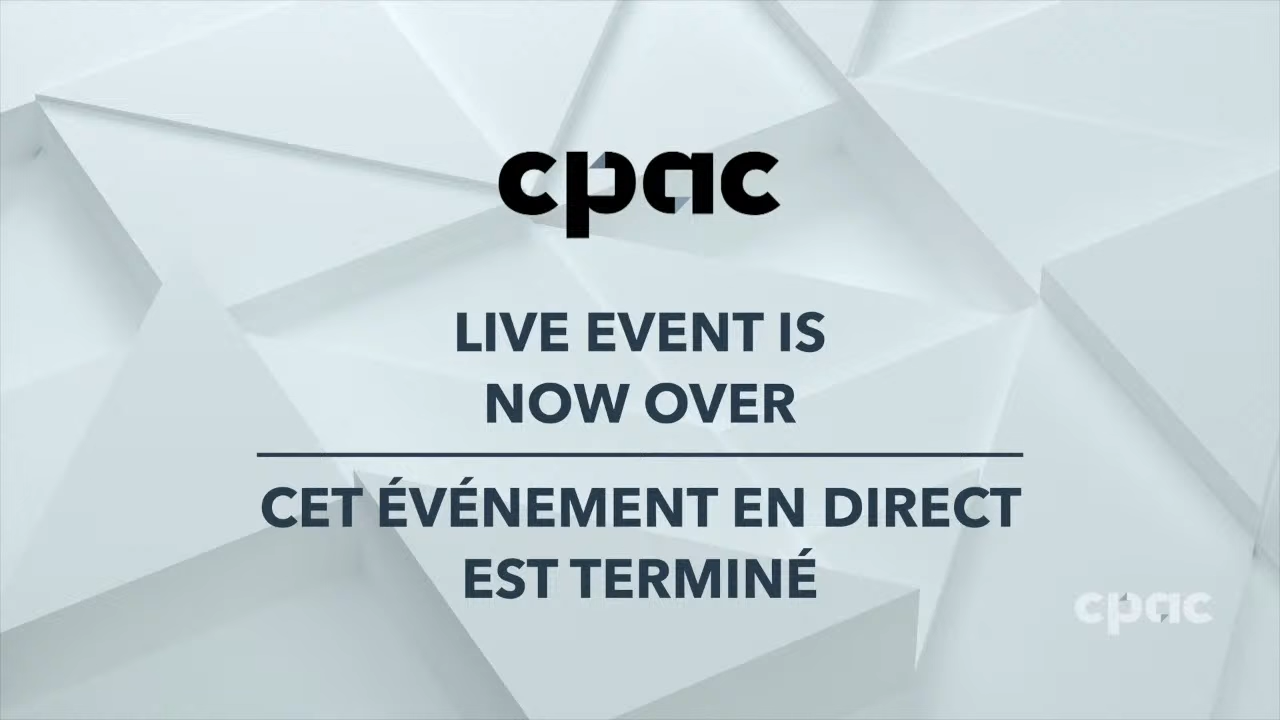 cpac
LIVE EVENT IS
NOW OVER
CET ÉVÉNEMENT EN DIRECT
EST TERMINÉ
cpac